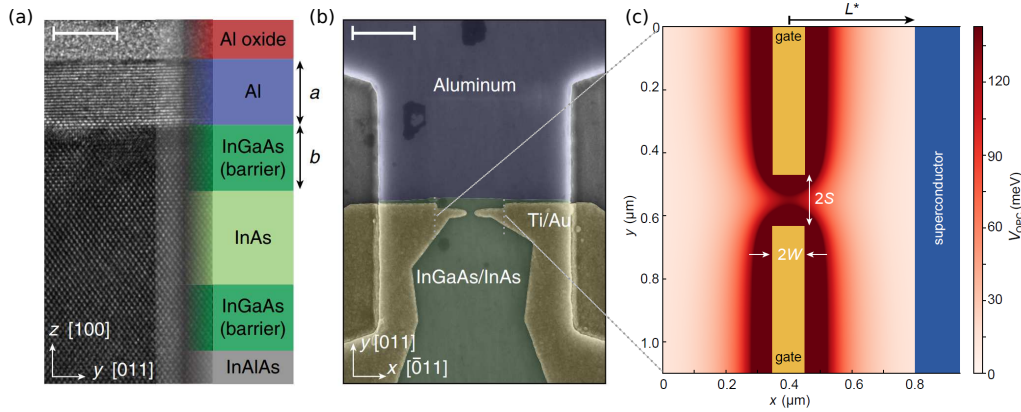 (a)
Al oxide
Al
a
InGaAs
(barrier)
b
InAs
InGaAs
(barrier)
InAlAs
z [100]
y [011]
(b)
Aluminum
Ti/Au
InGaAs/InAs
y [011]
x [0̄11]
(c)
L*
gate
2S
2W
gate
superconductor
0
0.2
0.4
0.6
0.8
1.0
y (μm)
0
0.2
0.4
0.6
0.8
x (μm)
120
90
60
30
0
V_QPC (meV)